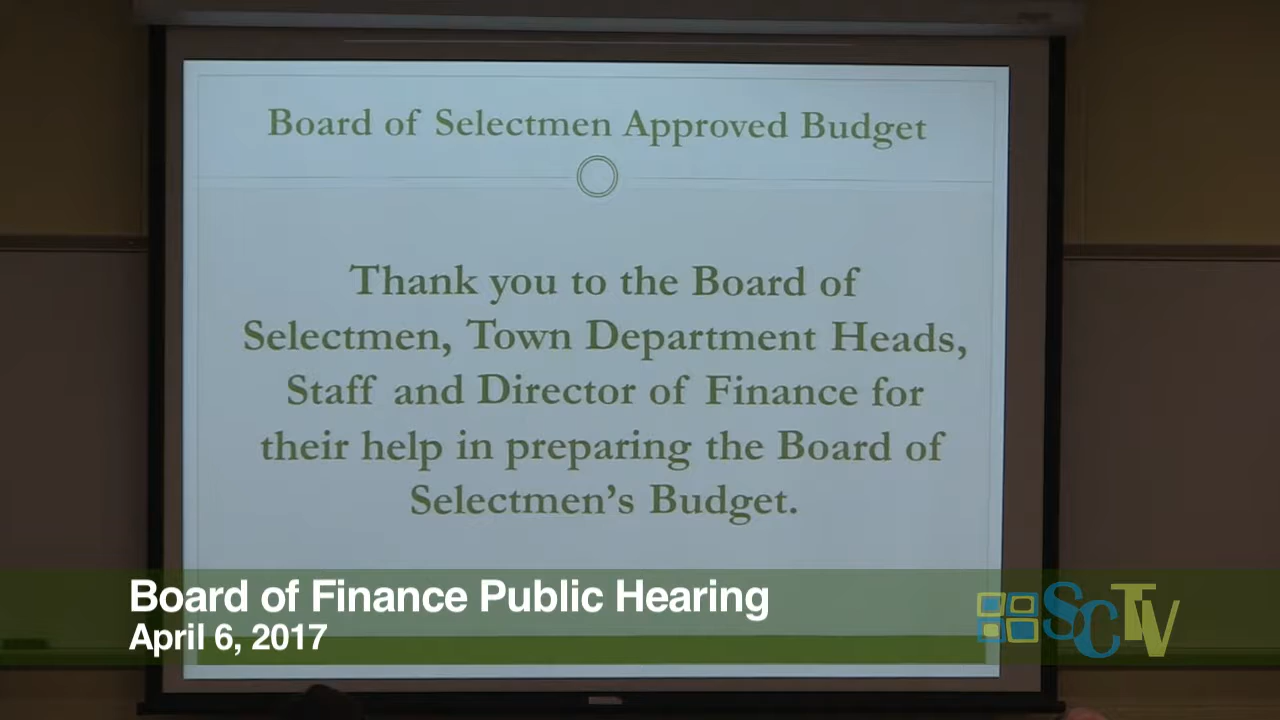 Board of Selectmen Approved Budget
Thank you to the Board of
Selectmen, Town Department Heads,
Staff and Director of Finance for
their help in preparing the Board of
Selectmen's Budget.
Board of Finance Public Hearing
April 6, 2017
SCTV